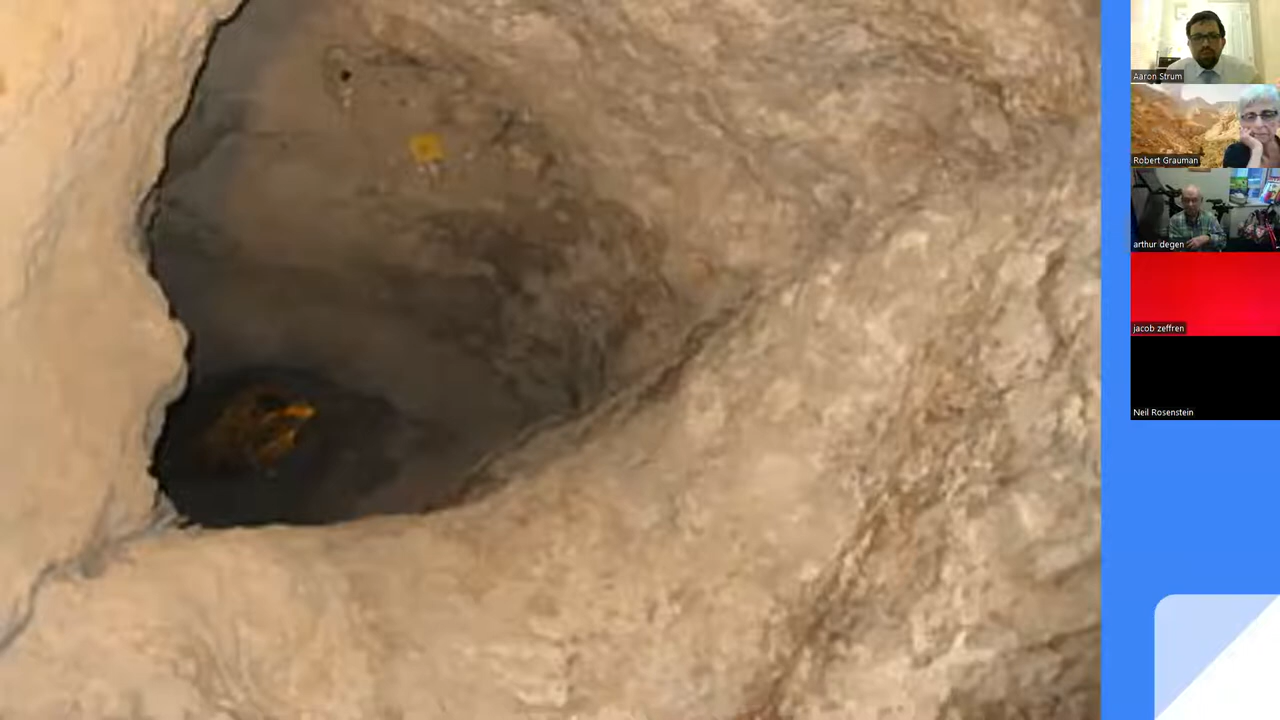 Aaron Strum
Robert Grauman
arthur degen
jacob zeffren
Neil Rosenstein